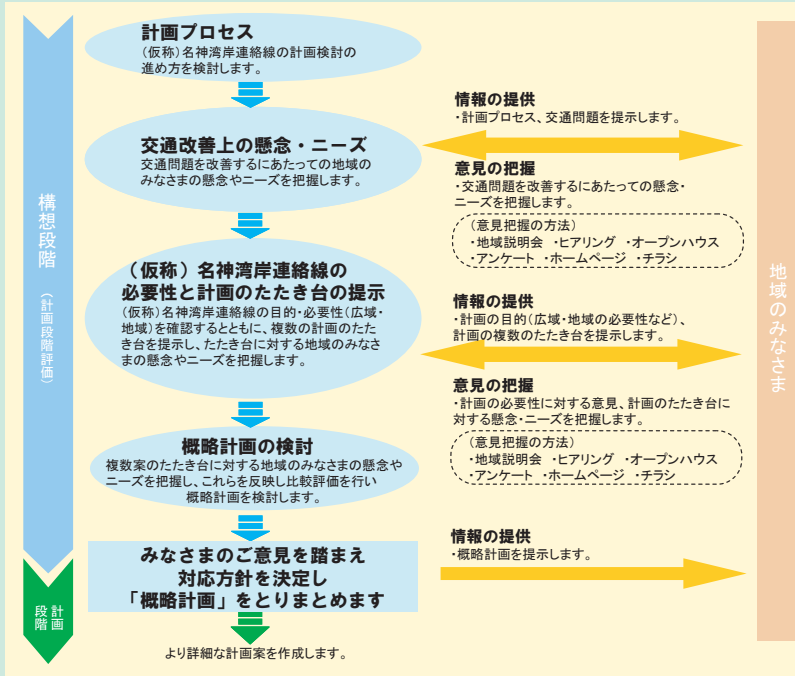 構想段階
（計画段階評価）
計画
段階
計画プロセス
（仮称）名神湾岸連絡線の計画検討の
進め方を検討します。
交通改善上の懸念・ニーズ
交通問題を改善するにあたっての地域の
みなさまの懸念やニーズを把握します。
（仮称）名神湾岸連絡線の
必要性と計画のたたき台の提示
（仮称）名神湾岸連絡線の目的・必要性（広域・
地域）を確認するとともに、複数の計画のたた
き台を提示し、たたき台に対する地域のみなさ
まの懸念やニーズを把握します。
概略計画の検討
複数案のたたき台に対する地域のみなさまの懸念や
ニーズを把握し、これらを反映し比較評価を行い
概略計画を検討します。
みなさまのご意見を踏まえ
対応方針を決定し
「概略計画」をとりまとめます
より詳細な計画案を作成します。
情報の提供
・計画プロセス、交通問題を提示します。
意見の把握
・交通問題を改善するにあたっての懸念・
ニーズを把握します。
（意見把握の方法）
・地域説明会 ・ヒアリング ・オープンハウス
・アンケート ・ホームページ ・チラシ
情報の提供
・計画の目的（広域・地域の必要性など）、
計画の複数のたたき台を提示します。
意見の把握
・計画の必要性に対する意見、計画のたたき台に
対する懸念・ニーズを把握します。
（意見把握の方法）
・地域説明会 ・ヒアリング ・オープンハウス
・アンケート ・ホームページ ・チラシ
情報の提供
・概略計画を提示します。
地域のみなさま